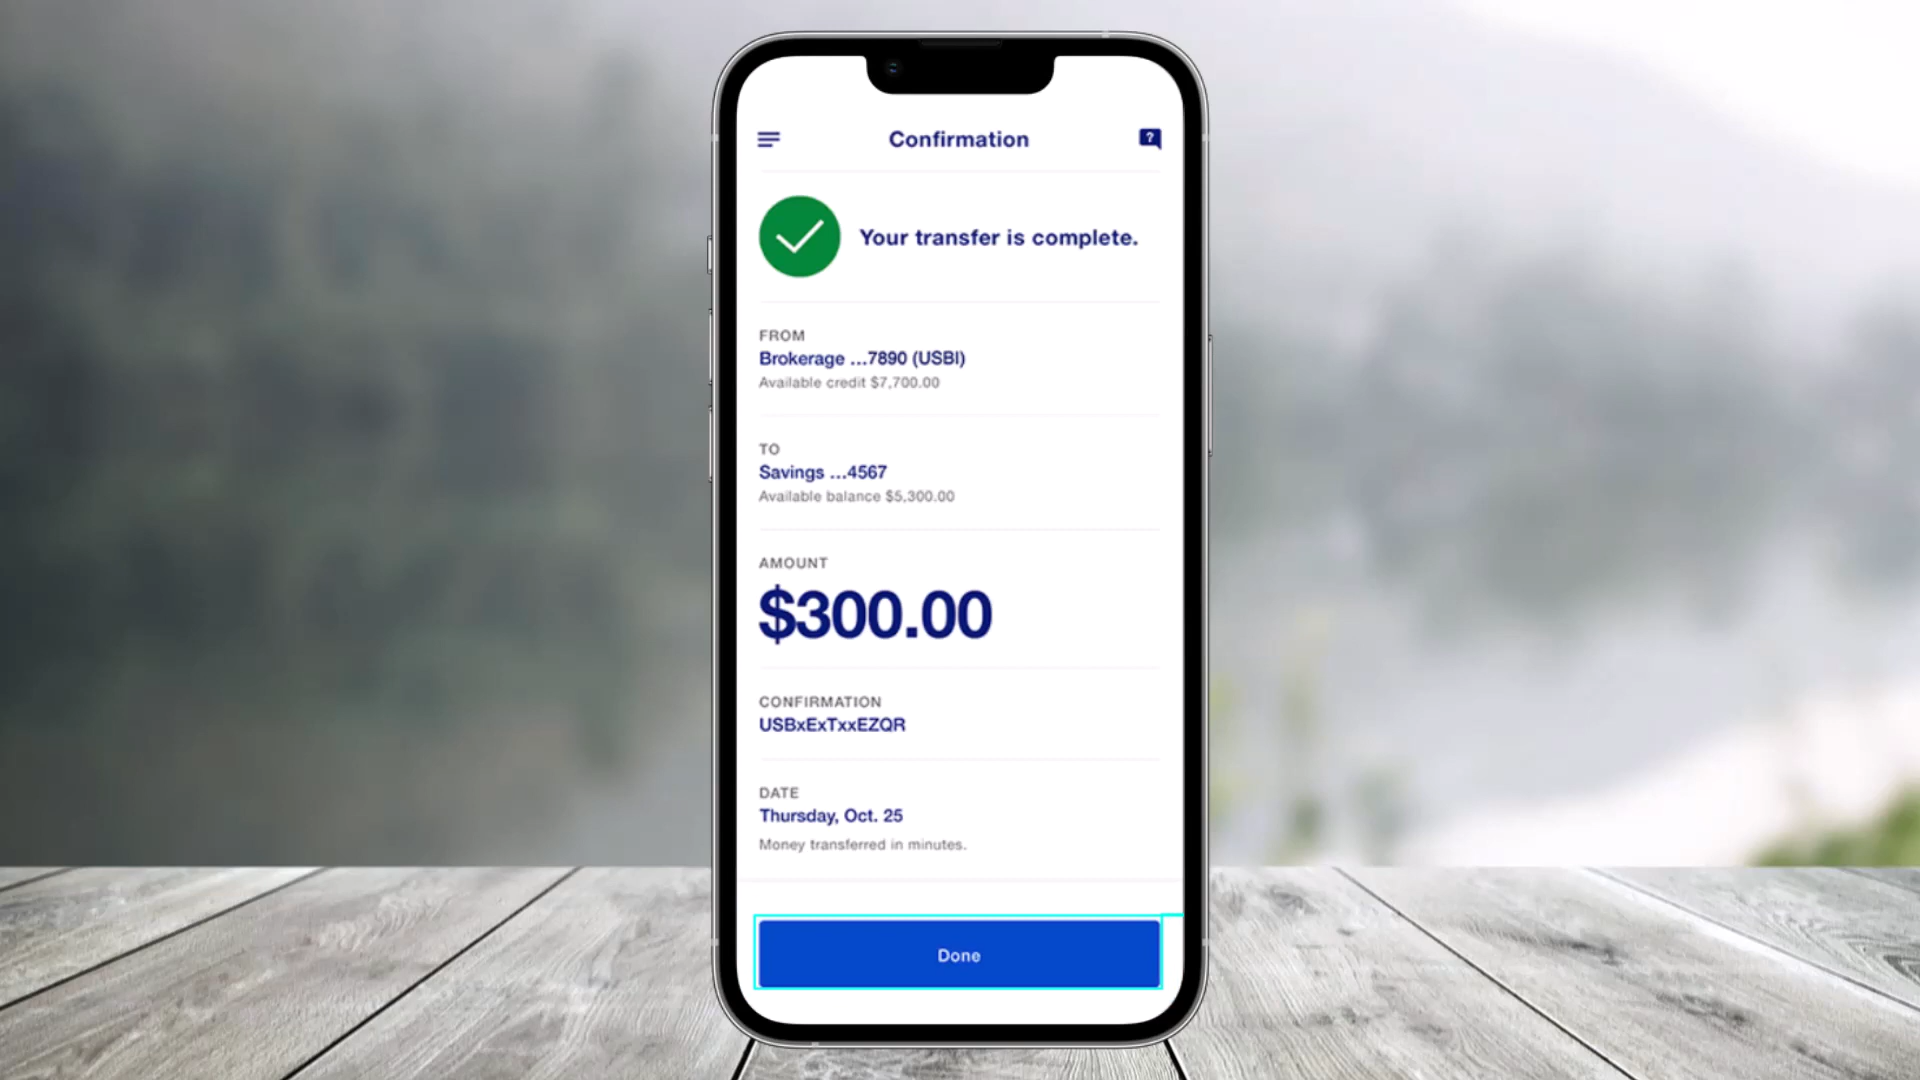 Confirmation
?
Your transfer is complete.
FROM
Brokerage ...7890 (USBI)
Available credit $7,700.00
TO
Savings ...4567
Available balance $5,300.00
AMOUNT
$300.00
CONFIRMATION
USBxExTxxEZQR
DATE
Thursday, Oct. 25
Money transferred in minutes.
Done